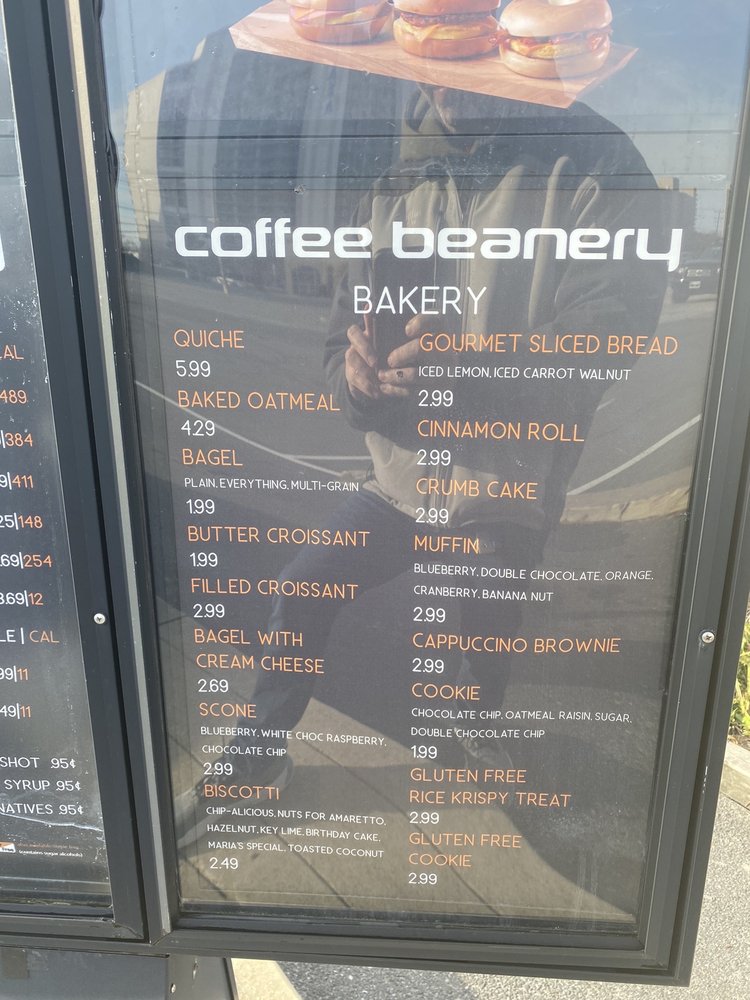 coffee beanery
BAKERY
QUICHE
5.99
BAKED OATMEAL
4.29
BAGEL
PLAIN, EVERYTHING, MULTI-GRAIN
1.99
BUTTER CROISSANT
1.99
FILLED CROISSANT
2.99
BAGEL WITH
CREAM CHEESE
2.69
SCONE
BLUEBERRY, WHITE CHOC RASPBERRY,
CHOCOLATE CHIP
2.99
BISCOTTI
CHIP-ALICIOUS, NUTS FOR AMARETTO,
HAZELNUT, KEY LIME, BIRTHDAY CAKE,
MARIA'S SPECIAL, TOASTED COCONUT
2.49
GOURMET SLICED BREAD
ICED LEMON, ICED CARROT WALNUT
2.99
CINNAMON ROLL
2.99
CRUMB CAKE
2.99
MUFFIN
BLUEBERRY, DOUBLE CHOCOLATE, ORANGE,
CRANBERRY, BANANA NUT
2.99
CAPPUCCINO BROWNIE
2.99
COOKIE
CHOCOLATE CHIP, OATMEAL RAISIN, SUGAR,
DOUBLE CHOCOLATE CHIP
1.99
GLUTEN FREE
RICE KRISPY TREAT
2.99
GLUTEN FREE
COOKIE
2.99
489
384
411
148
254
3.69|12
| CAL
11
11
SHOT .95¢
SYRUP .95¢
.95¢
(contains sugar alcohols)